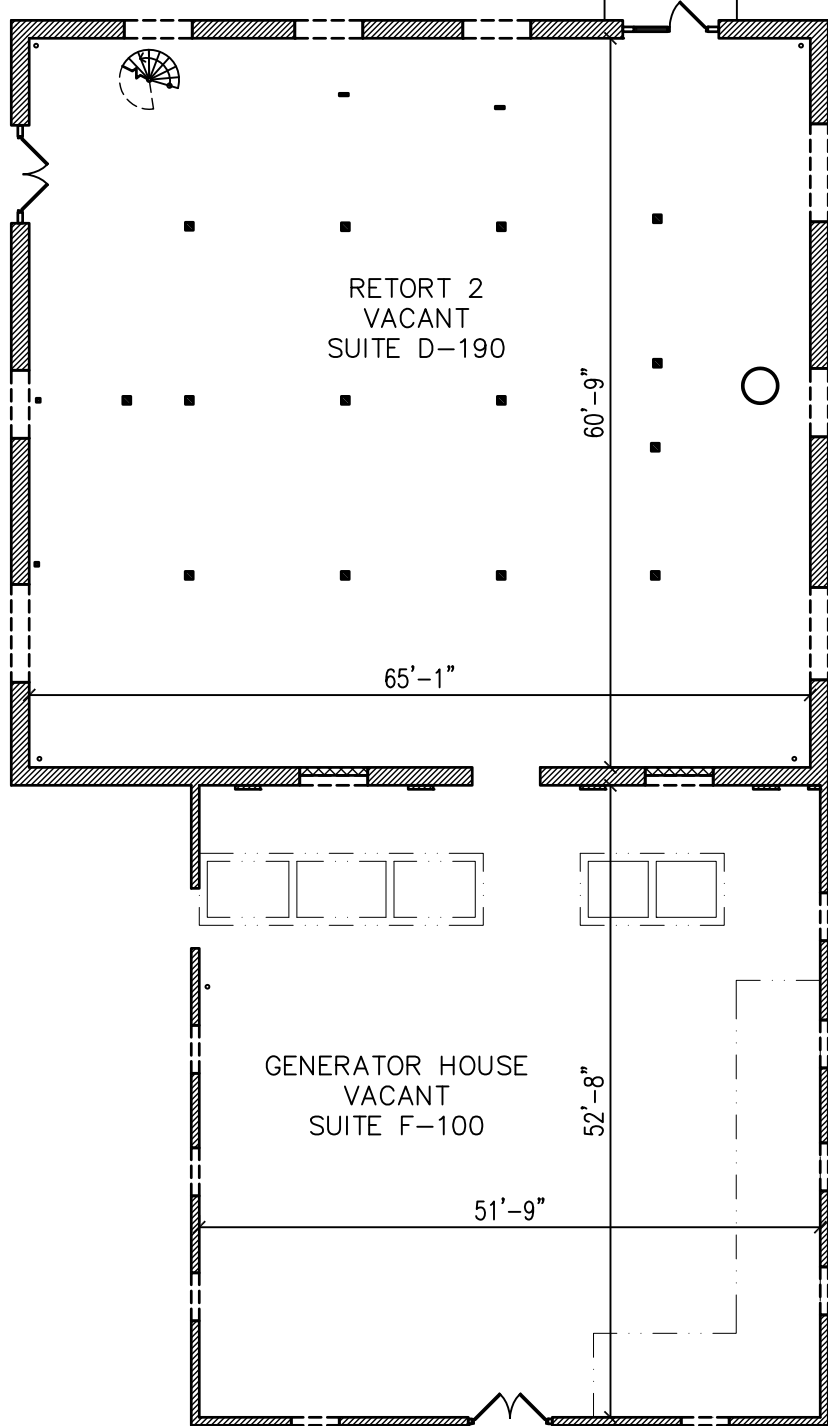 RETORT 2
VACANT
SUITE D-190
60'-9"
65'-1"
GENERATOR HOUSE
VACANT
SUITE F-100
52'-8"
51'-9"